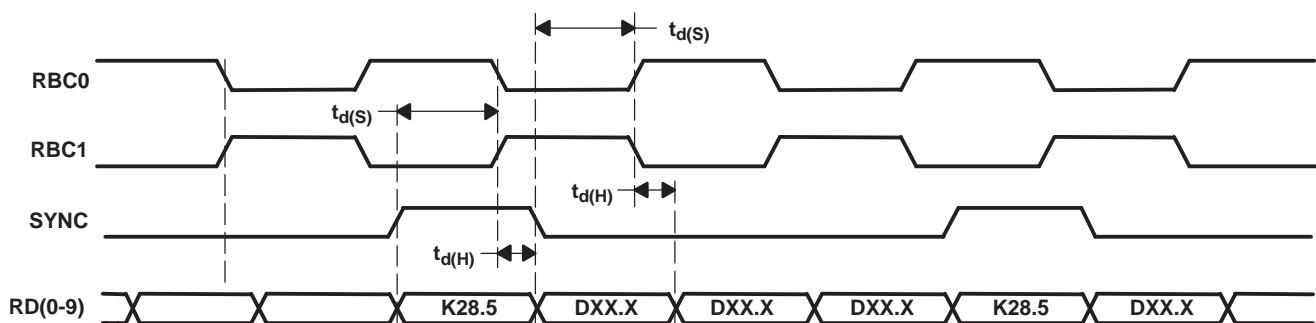 t_d(S)
RBC0
t_d(S)
RBC1
t_d(H)
SYNC
t_d(H)
RD(0-9) K28.5 DXX.X DXX.X DXX.X K28.5 DXX.X